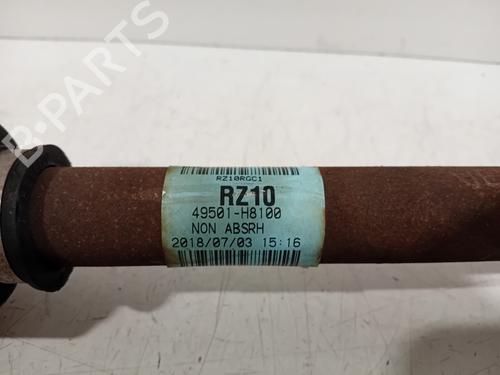 RZ10RGC1
RZ10
49501-H8100
NON ABSRH
2018/07/03 15:16
B-PARTS